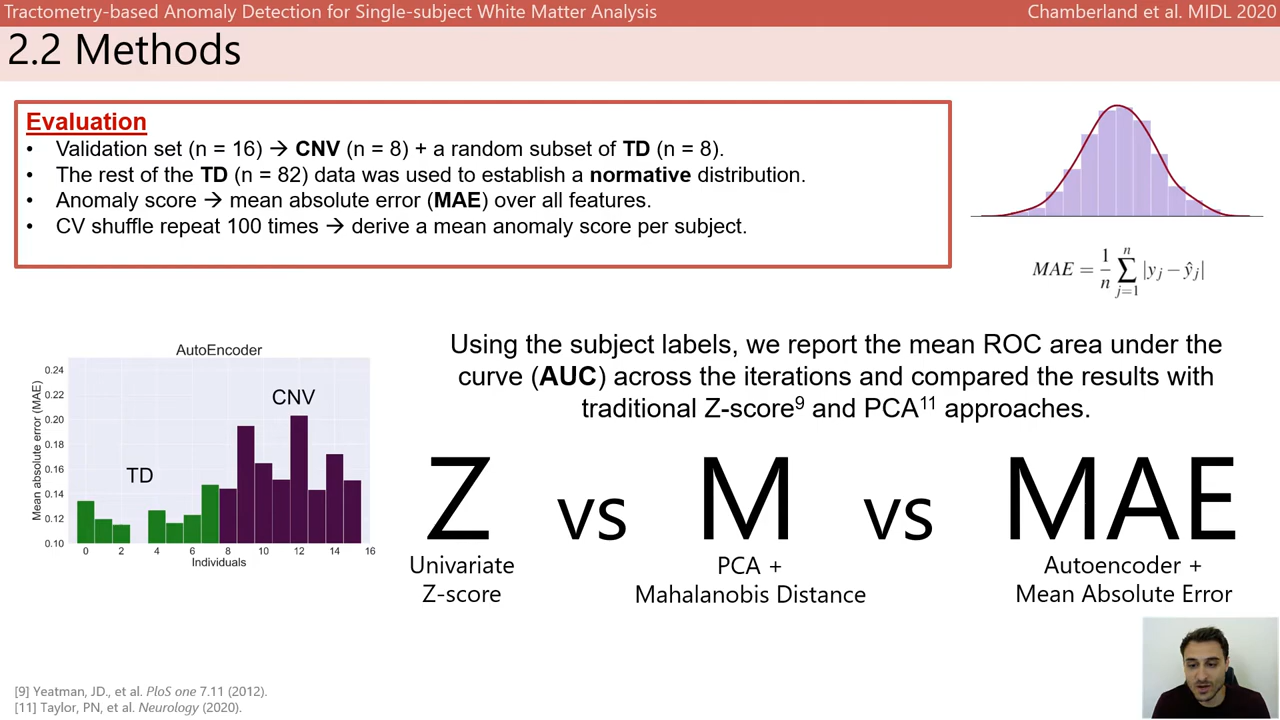 Tractometry-based Anomaly Detection for Single-subject White Matter Analysis
Chamberland et al. MIDL 2020
2.2 Methods
Evaluation
• Validation set (n = 16) → CNV (n = 8) + a random subset of TD (n = 8).
• The rest of the TD (n = 82) data was used to establish a normative distribution.
• Anomaly score → mean absolute error (MAE) over all features.
• CV shuffle repeat 100 times → derive a mean anomaly score per subject.
MAE = 1/n ∑ⁿⱼ₌₁ |yⱼ − ŷⱼ|
AutoEncoder
Mean absolute error (MAE)
0.24
0.22
0.20
0.18
0.16
0.14
0.12
0.10
CNV
TD
0 2 4 6 8 10 12 14 16
Individuals
Using the subject labels, we report the mean ROC area under the
curve (AUC) across the iterations and compared the results with
traditional Z-score⁹ and PCA¹¹ approaches.
Z vs M vs MAE
Univariate
Z-score
PCA +
Mahalanobis Distance
Autoencoder +
Mean Absolute Error
[9] Yeatman, JD., et al. PloS one 7.11 (2012).
[11] Taylor, PN, et al. Neurology (2020).